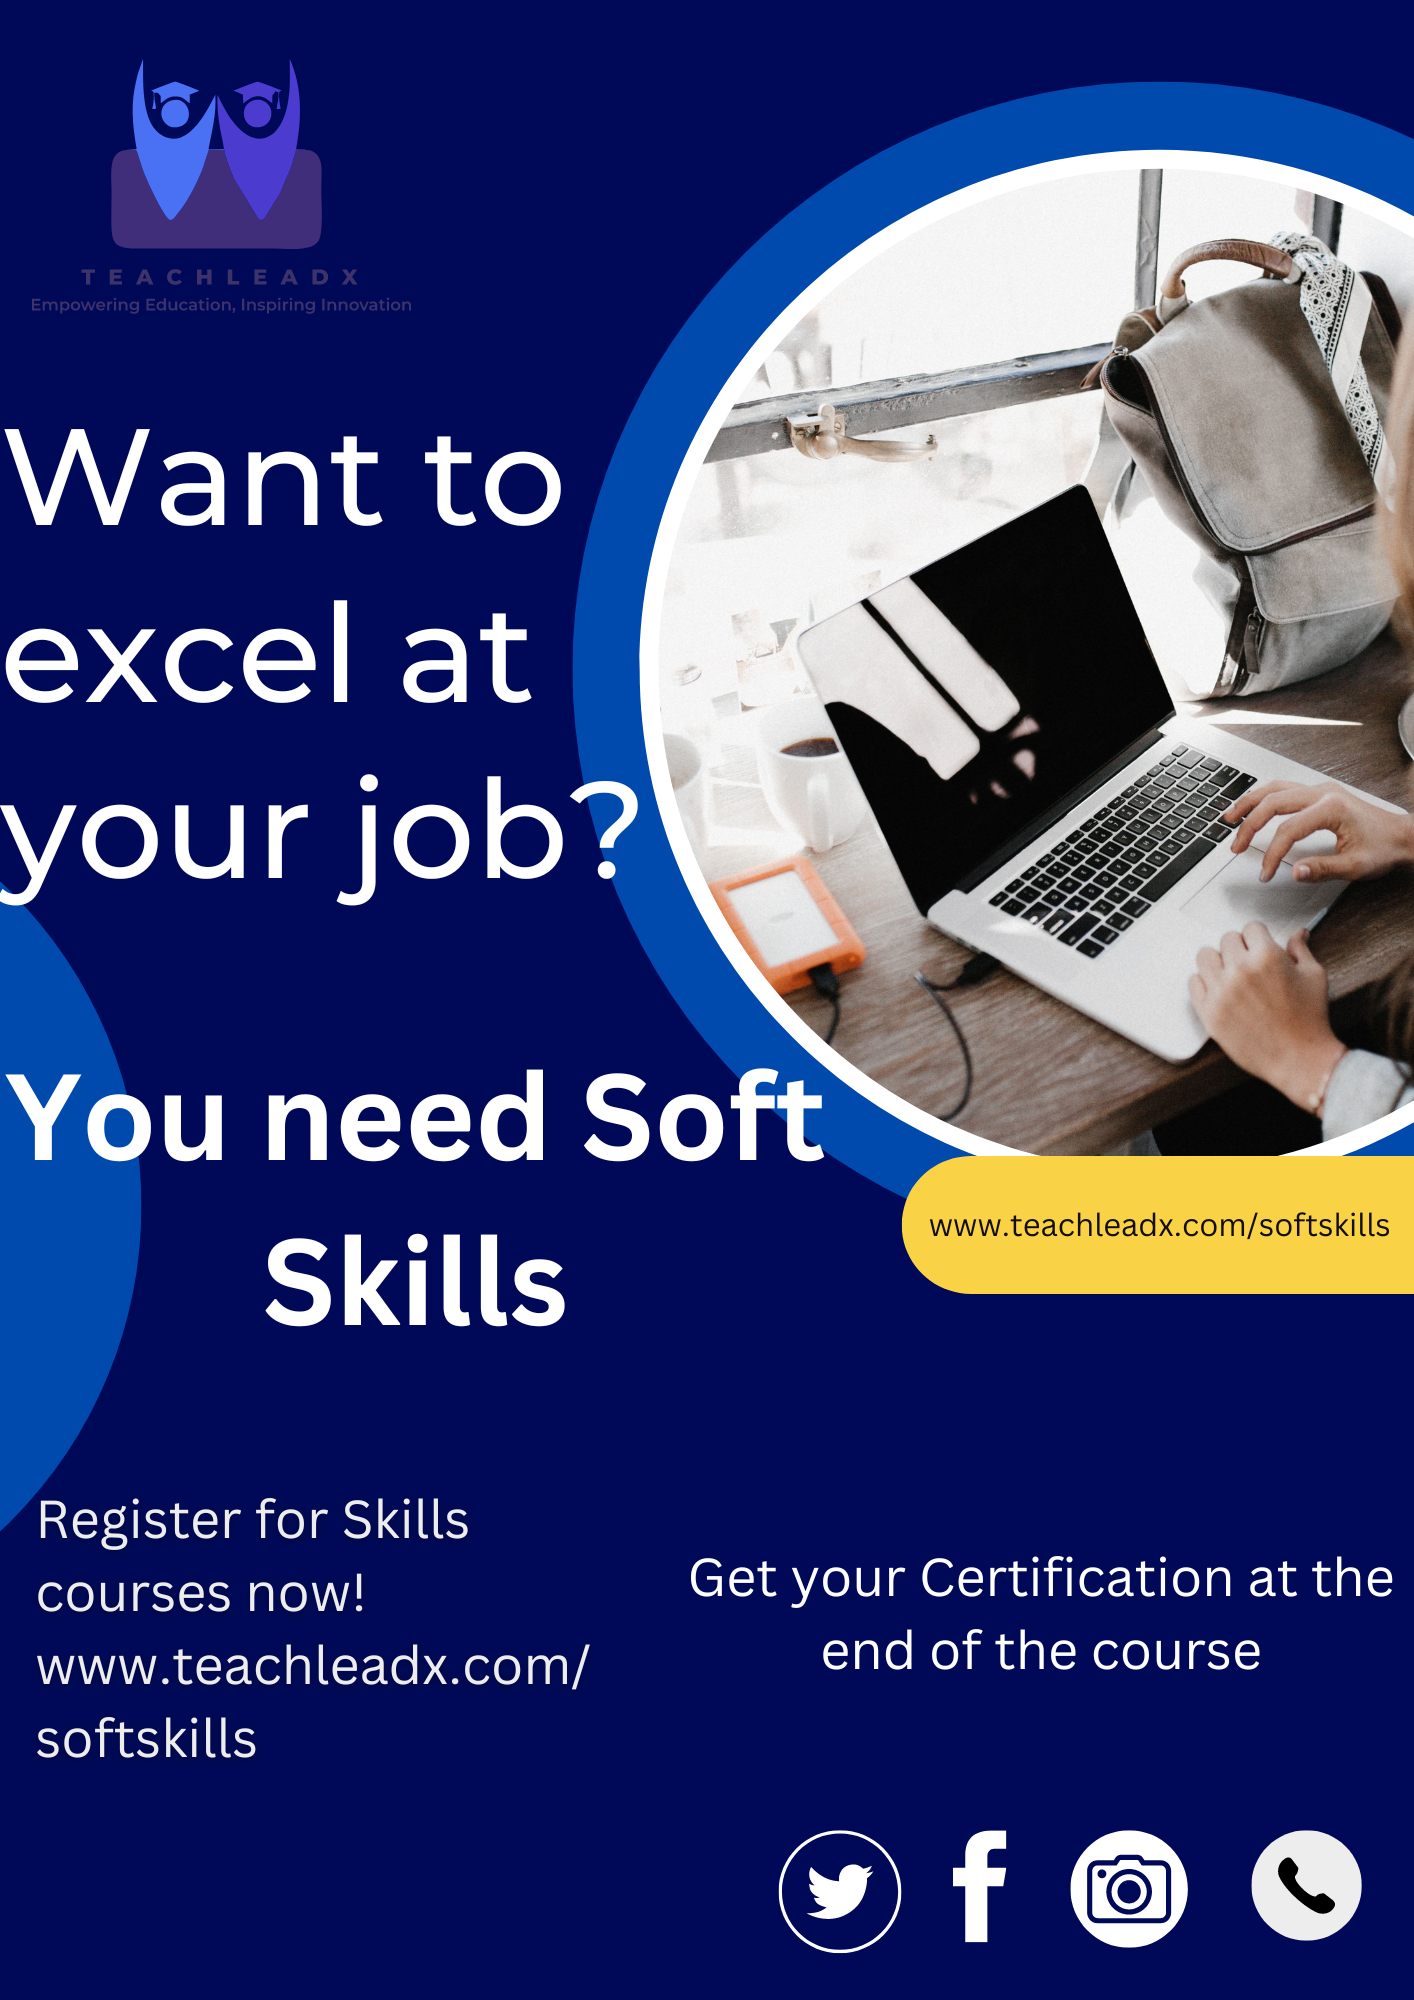 TEACHLEADX
Empowering Education, Inspiring Innovation
Want to
excel at
your job?
You need Soft
Skills
www.teachleadx.com/softskills
Register for Skills
courses now!
www.teachleadx.com/
softskills
Get your Certification at the
end of the course